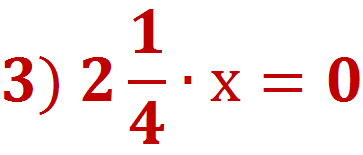 3) 2 1/4 · x = 0